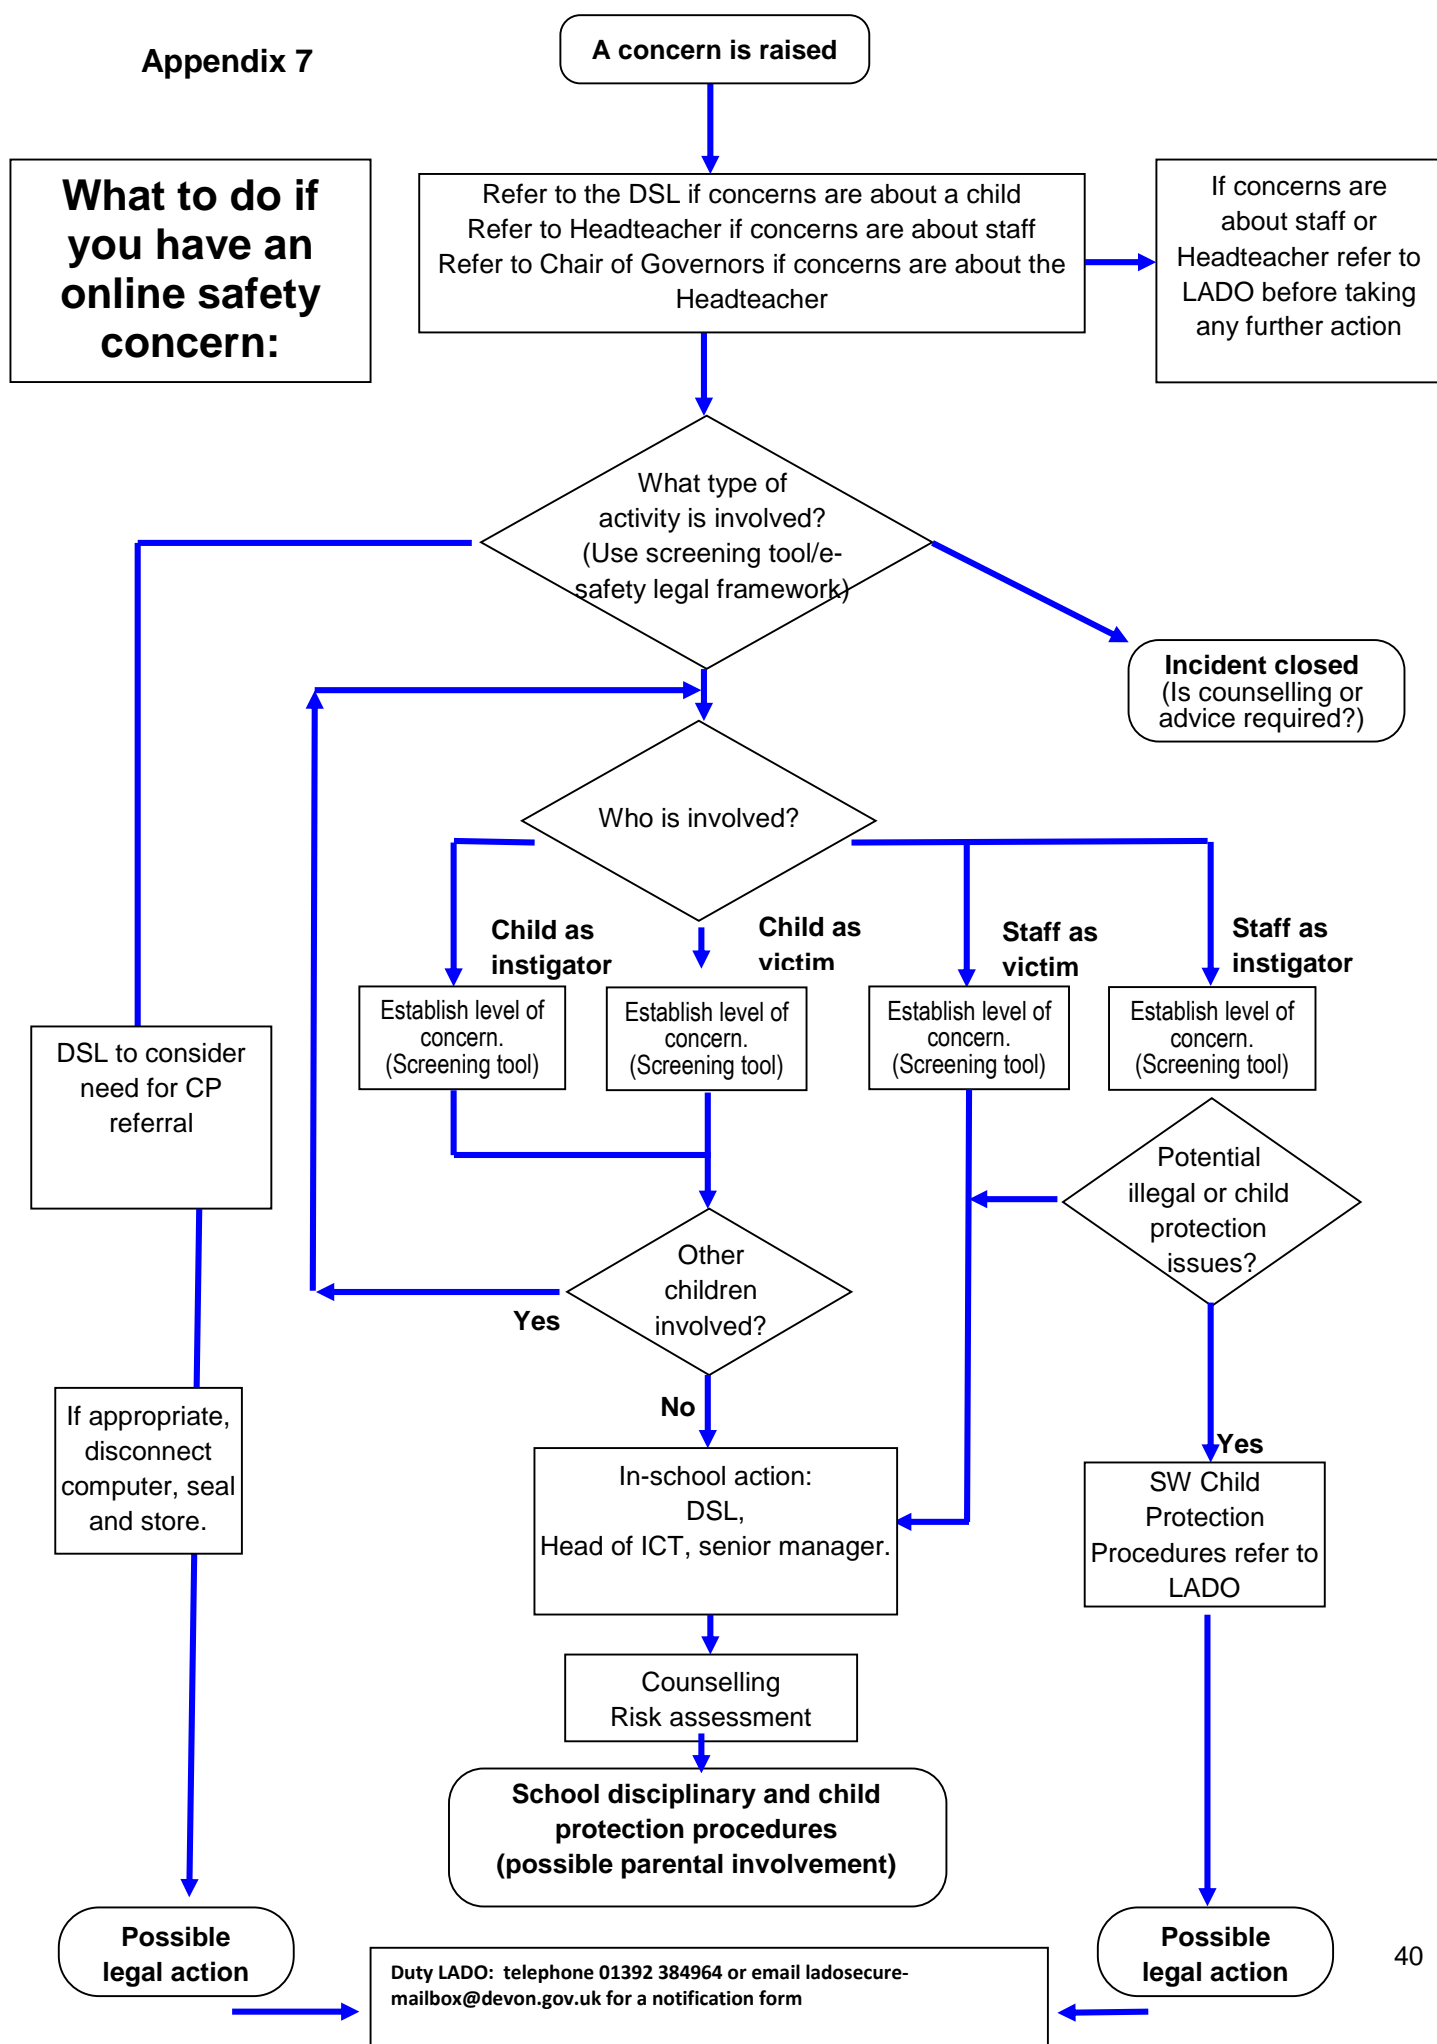 Appendix 7
A concern is raised
What to do if
you have an
online safety
concern:
Refer to the DSL if concerns are about a child
Refer to Headteacher if concerns are about staff
Refer to Chair of Governors if concerns are about the
Headteacher
If concerns are
about staff or
Headteacher refer to
LADO before taking
any further action
What type of
activity is involved?
(Use screening tool/e-
safety legal framework)
Incident closed
(Is counselling or
advice required?)
Who is involved?
Child as
instigator
Child as
victim
Staff as
victim
Staff as
instigator
Establish level of
concern.
(Screening tool)
Establish level of
concern.
(Screening tool)
Establish level of
concern.
(Screening tool)
Establish level of
concern.
(Screening tool)
DSL to consider
need for CP
referral
Potential
illegal or child
protection
issues?
Other
children
involved?
Yes
No
If appropriate,
disconnect
computer, seal
and store.
In-school action:
DSL,
Head of ICT, senior manager.
Yes
SW Child
Protection
Procedures refer to
LADO
Counselling
Risk assessment
School disciplinary and child
protection procedures
(possible parental involvement)
Possible
legal action
Possible
legal action
Duty LADO: telephone 01392 384964 or email ladosecure-
mailbox@devon.gov.uk for a notification form
40